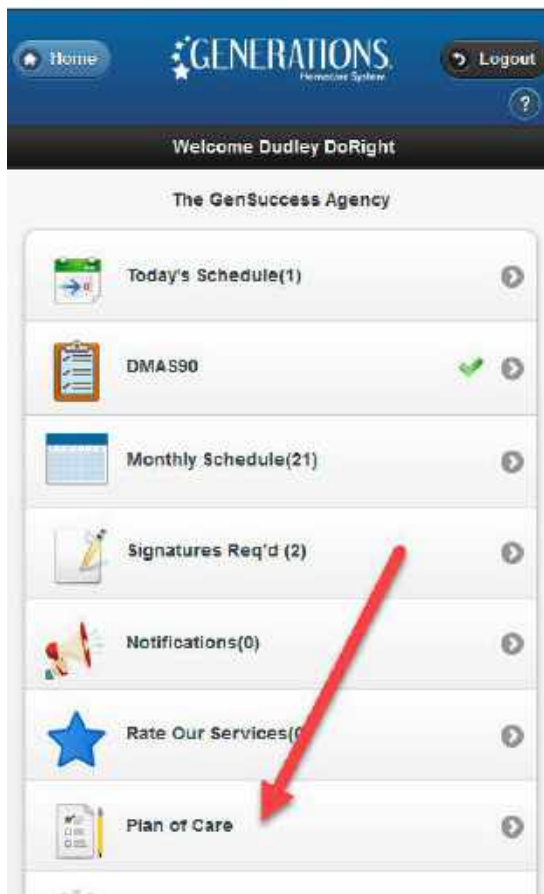 Home
GENERATIONS
Homecare System
Logout
?
Welcome Dudley DoRight
The GenSuccess Agency
Today's Schedule(1)
DMAS90
Monthly Schedule(21)
Signatures Req'd (2)
Notifications(0)
Rate Our Services(
Plan of Care